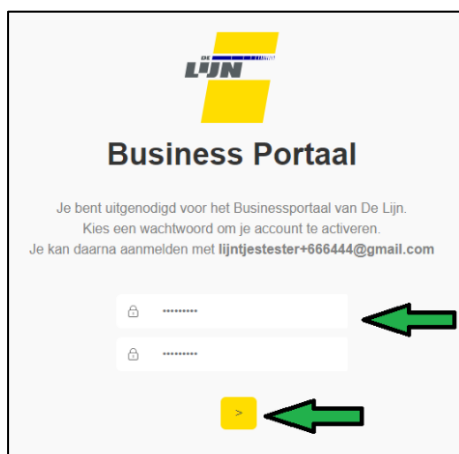 DE
LIJN
Business Portaal
Je bent uitgenodigd voor het Businessportaal van De Lijn.
Kies een wachtwoord om je account te activeren.
Je kan daarna aanmelden met lijntjestester+666444@gmail.com
•••••••••
•••••••••
>